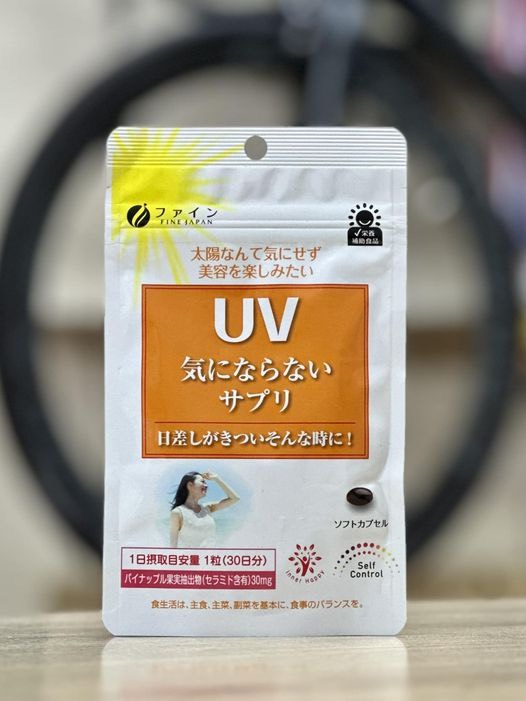 ファイン
FINE JAPAN
✓栄養
補助食品
太陽なんて気にせず
美容を楽しみたい
UV
気にならない
サプリ
日差しがきついそんな時に!
ソフトカプセル
1日摂取目安量 1粒(30日分)
パイナップル果実抽出物(セラミド含有)30mg
Inner Happy
Self
Control
食生活は、主食、主菜、副菜を基本に、食事のバランスを。